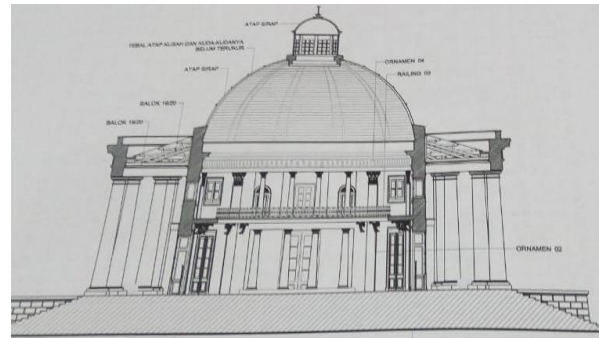 ATAP SIRAP
TEBAL ATAP KUBAH DAN KUDA-KUDANYA
BELUM TERUKUR
ATAP SIRAP
BALOK 18/20
BALOK 18/20
ORNAMEN 04
RAILING 03
ORNAMEN 02